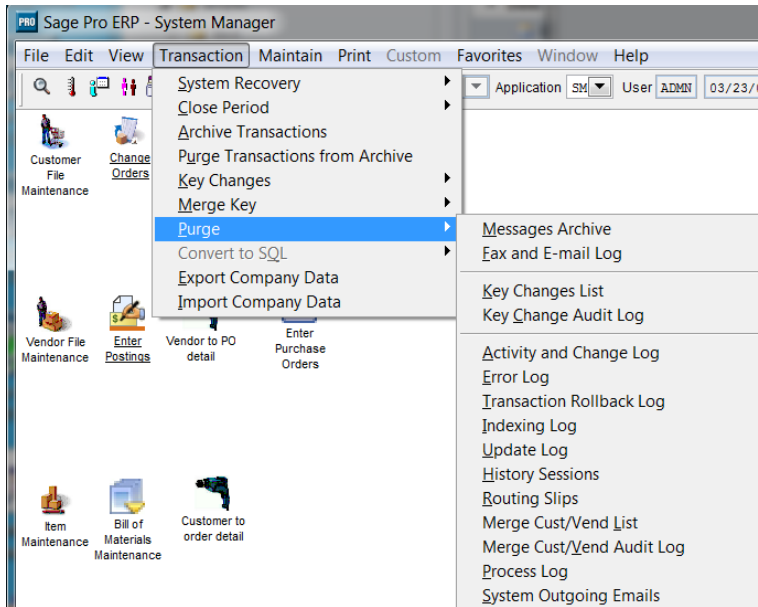 PRO Sage Pro ERP - System Manager
File Edit View Transaction Maintain Print Custom Favorites Window Help
Application SM User ADMN 03/23/
System Recovery
Close Period
Archive Transactions
Purge Transactions from Archive
Key Changes
Merge Key
Purge
Convert to SQL
Export Company Data
Import Company Data
Messages Archive
Fax and E-mail Log
Key Changes List
Key Change Audit Log
Activity and Change Log
Error Log
Transaction Rollback Log
Indexing Log
Update Log
History Sessions
Routing Slips
Merge Cust/Vend List
Merge Cust/Vend Audit Log
Process Log
System Outgoing Emails
Customer
File
Maintenance
Change
Orders
Vendor File
Maintenance
Enter
Postings
Vendor to PO
detail
Enter
Purchase
Orders
Item
Maintenance
Bill of
Materials
Maintenance
Customer to
order detail